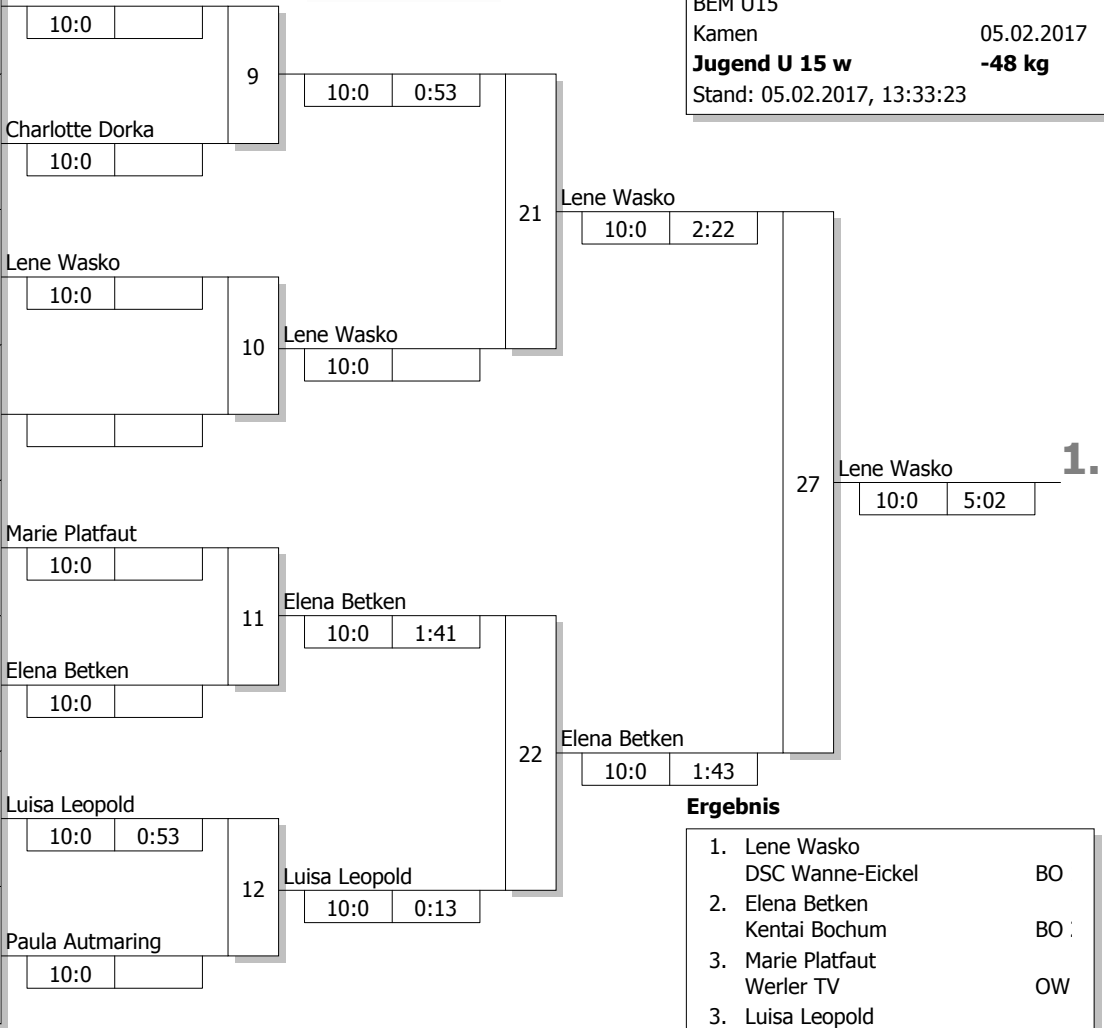 BEM U15
Kamen 05.02.2017
Jugend U 15 w -48 kg
Stand: 05.02.2017, 13:33:23
10:0
9
10:0 0:53
Charlotte Dorka
10:0
21
Lene Wasko
10:0 2:22
Lene Wasko
10:0
10
Lene Wasko
10:0
27
Lene Wasko
10:0 5:02
1.
Marie Platfaut
10:0
11
Elena Betken
10:0 1:41
Elena Betken
10:0
22
Elena Betken
10:0 1:43
Luisa Leopold
10:0 0:53
12
Luisa Leopold
10:0 0:13
Paula Autmaring
10:0
Ergebnis
1. Lene Wasko
DSC Wanne-Eickel BO
2. Elena Betken
Kentai Bochum BO
3. Marie Platfaut
Werler TV OW
3. Luisa Leopold